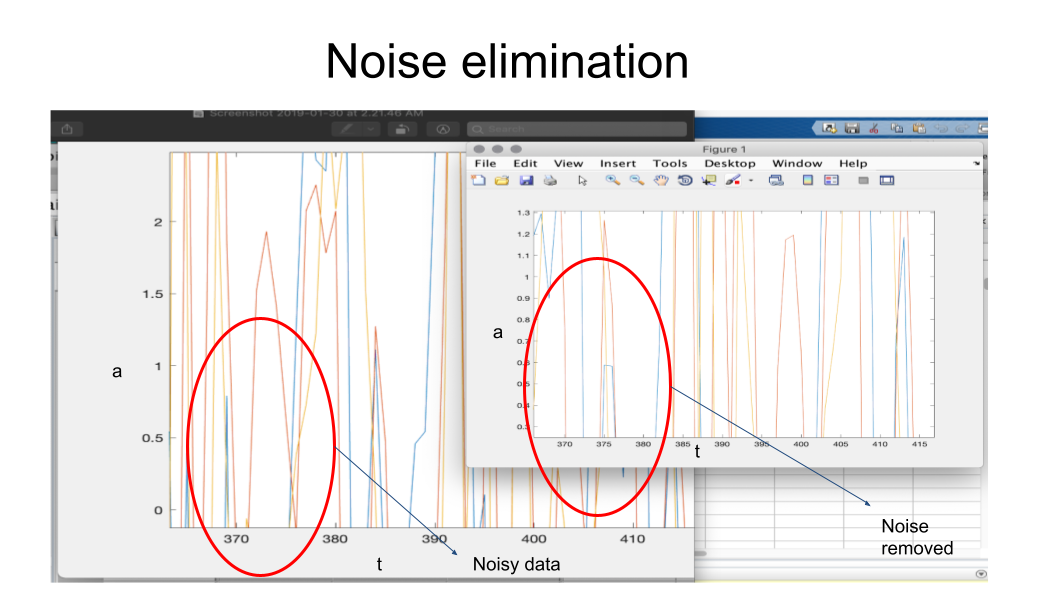 Noise elimination
Screenshot 2019-01-30 at 2.21.46 AM
Search
Figure 1
File Edit View Insert Tools Desktop Window Help
2
1.5
1
0.5
0
a
370 380 390 400 410
t
1.3
1.2
1.1
1
0.9
0.8
0.7
0.6
0.5
0.4
0.3
a
370 375 380 385 390 395 400 405 410 415
t
Noisy data
Noise
removed